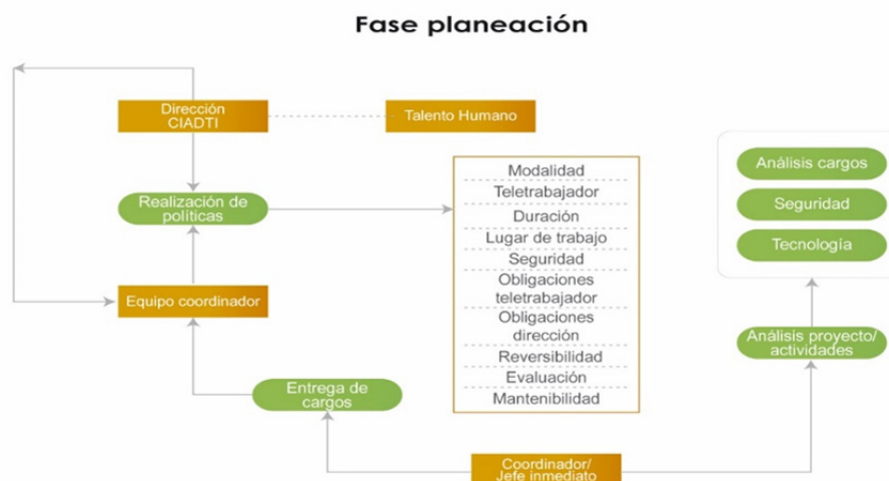 Fase planeación
Dirección
CIADTI
Talento Humano
Realización de
políticas
Equipo coordinador
Entrega de
cargos
Modalidad
Teletrabajador
Duración
Lugar de trabajo
Seguridad
Obligaciones
teletrabajador
Obligaciones
dirección
Reversibilidad
Evaluación
Mantenibilidad
Análisis cargos
Seguridad
Tecnología
Análisis proyecto/
actividades
Coordinador/
Jefe inmediato